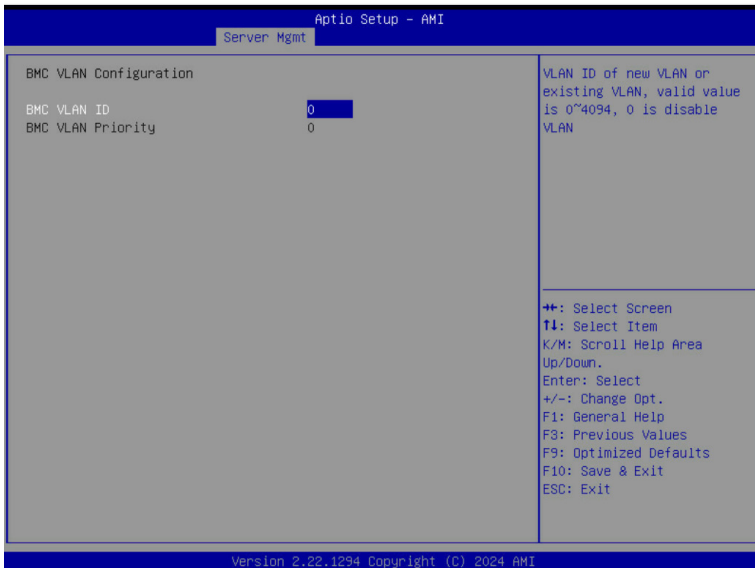 Aptio Setup – AMI
Server Mgmt
BMC VLAN Configuration
BMC VLAN ID 0
BMC VLAN Priority 0
VLAN ID of new VLAN or
existing VLAN, valid value
is 0~4094, 0 is disable
VLAN
→←: Select Screen
↑↓: Select Item
K/M: Scroll Help Area
Up/Down.
Enter: Select
+/-: Change Opt.
F1: General Help
F3: Previous Values
F9: Optimized Defaults
F10: Save & Exit
ESC: Exit
Version 2.22.1294 Copyright (C) 2024 AMI